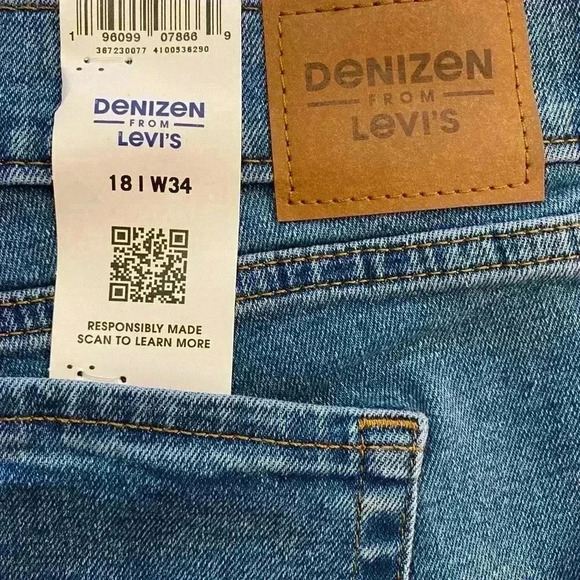 1 96099 07866 9
367230077 4100536290
DENIZEN
FROM
LEVI'S
18 | W34
RESPONSIBLY MADE
SCAN TO LEARN MORE
DENIZEN
FROM
LEVI'S